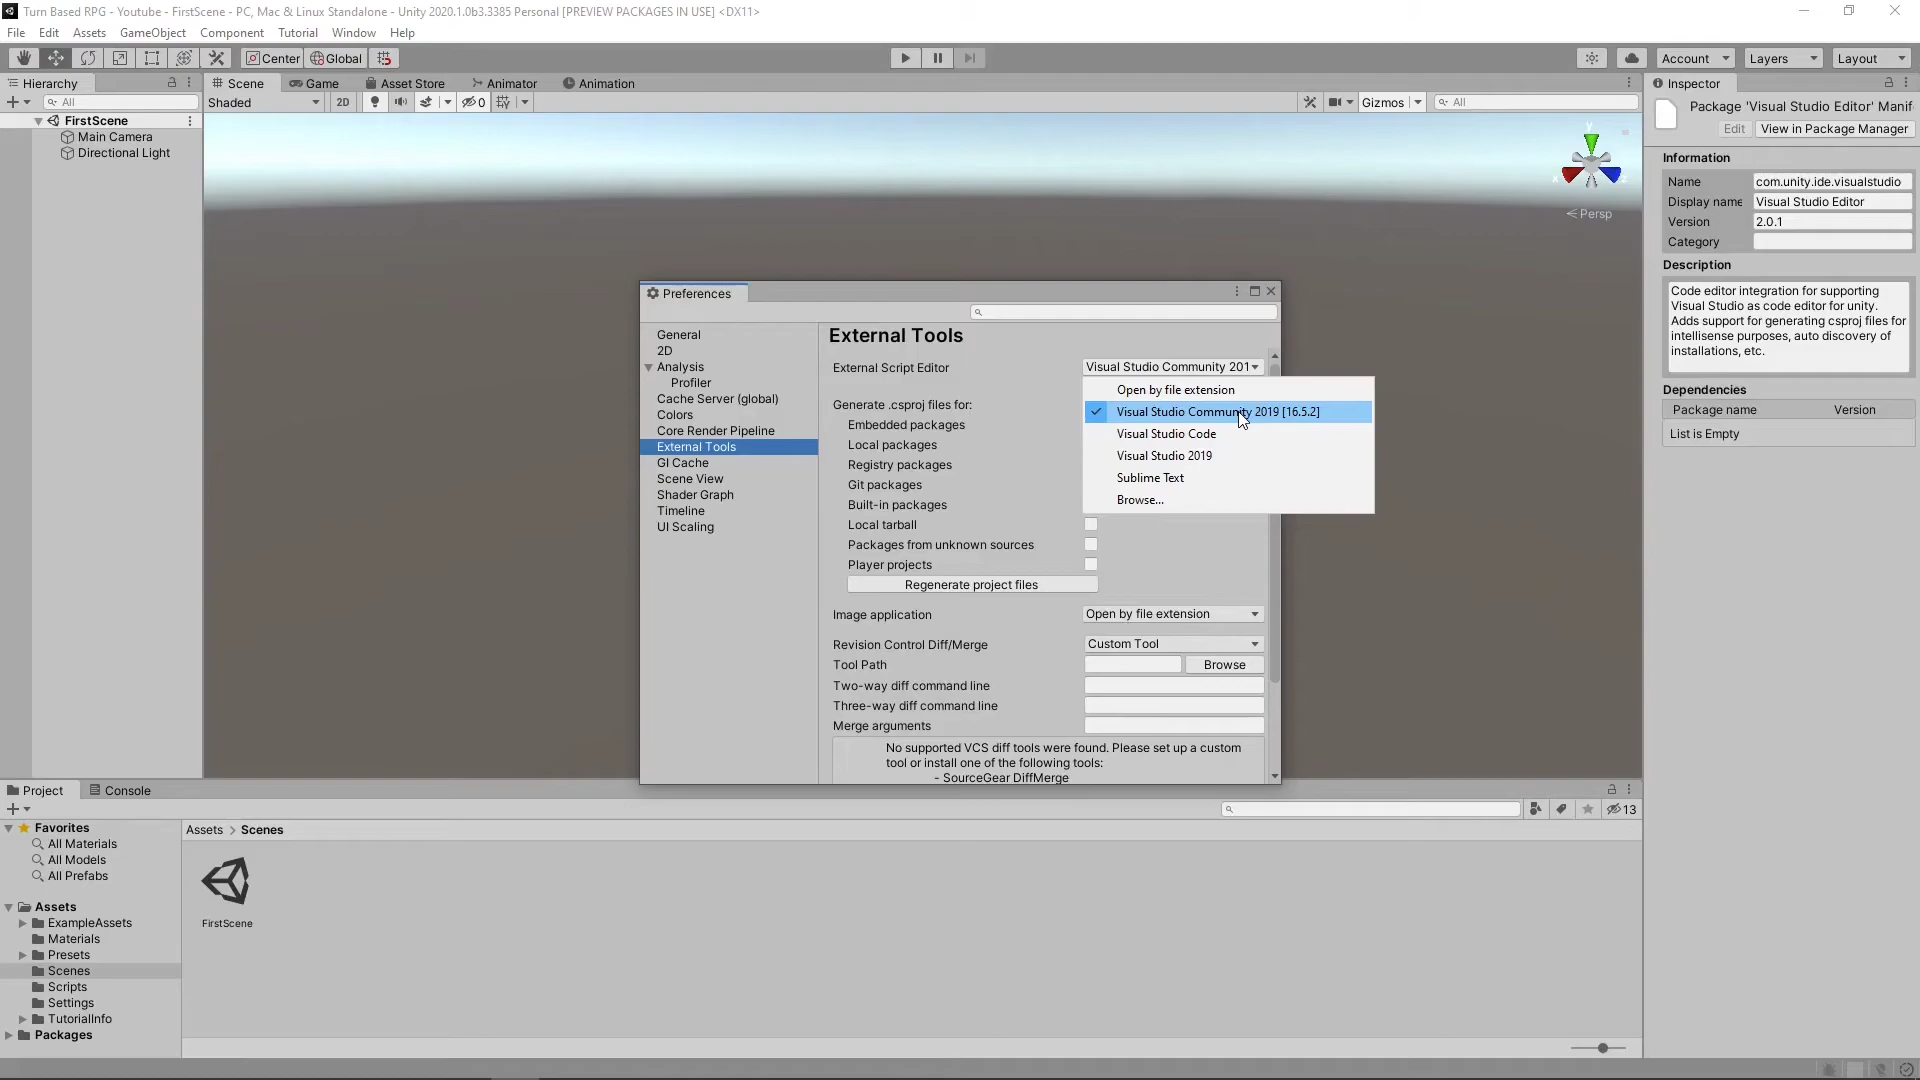 Turn Based RPG - Youtube - FirstScene - PC, Mac & Linux Standalone - Unity 2020.1.0b3.3385 Personal [PREVIEW PACKAGES IN USE] <DX11>
File Edit Assets GameObject Component Tutorial Window Help
Center Global Account Layers Layout
Hierarchy
All
FirstScene
Main Camera
Directional Light
Scene Game Asset Store Animator Animation
Shaded 2D 0 Gizmos All
y
Persp
Preferences
General
2D
Analysis
Profiler
Cache Server (global)
Colors
Core Render Pipeline
External Tools
GI Cache
Scene View
Shader Graph
Timeline
UI Scaling
External Tools
External Script Editor Visual Studio Community 201
Open by file extension
Visual Studio Community 2019 [16.5.2]
Visual Studio Code
Visual Studio 2019
Sublime Text
Browse...
Generate .csproj files for:
Embedded packages
Local packages
Registry packages
Git packages
Built-in packages
Local tarball
Packages from unknown sources
Player projects
Regenerate project files
Image application Open by file extension
Revision Control Diff/Merge Custom Tool
Tool Path Browse
Two-way diff command line
Three-way diff command line
Merge arguments
No supported VCS diff tools were found. Please set up a custom
tool or install one of the following tools:
- SourceGear DiffMerge
Inspector
Package 'Visual Studio Editor' Manif
Edit View in Package Manager
Information
Name com.unity.ide.visualstudio
Display name Visual Studio Editor
Version 2.0.1
Category
Description
Code editor integration for supporting
Visual Studio as code editor for unity.
Adds support for generating csproj files for
intellisense purposes, auto discovery of
installations, etc.
Dependencies
Package name Version
List is Empty
Project Console
13
Favorites
All Materials
All Models
All Prefabs
Assets
ExampleAssets
Materials
Presets
Scenes
Scripts
Settings
TutorialInfo
Packages
Assets > Scenes
FirstScene